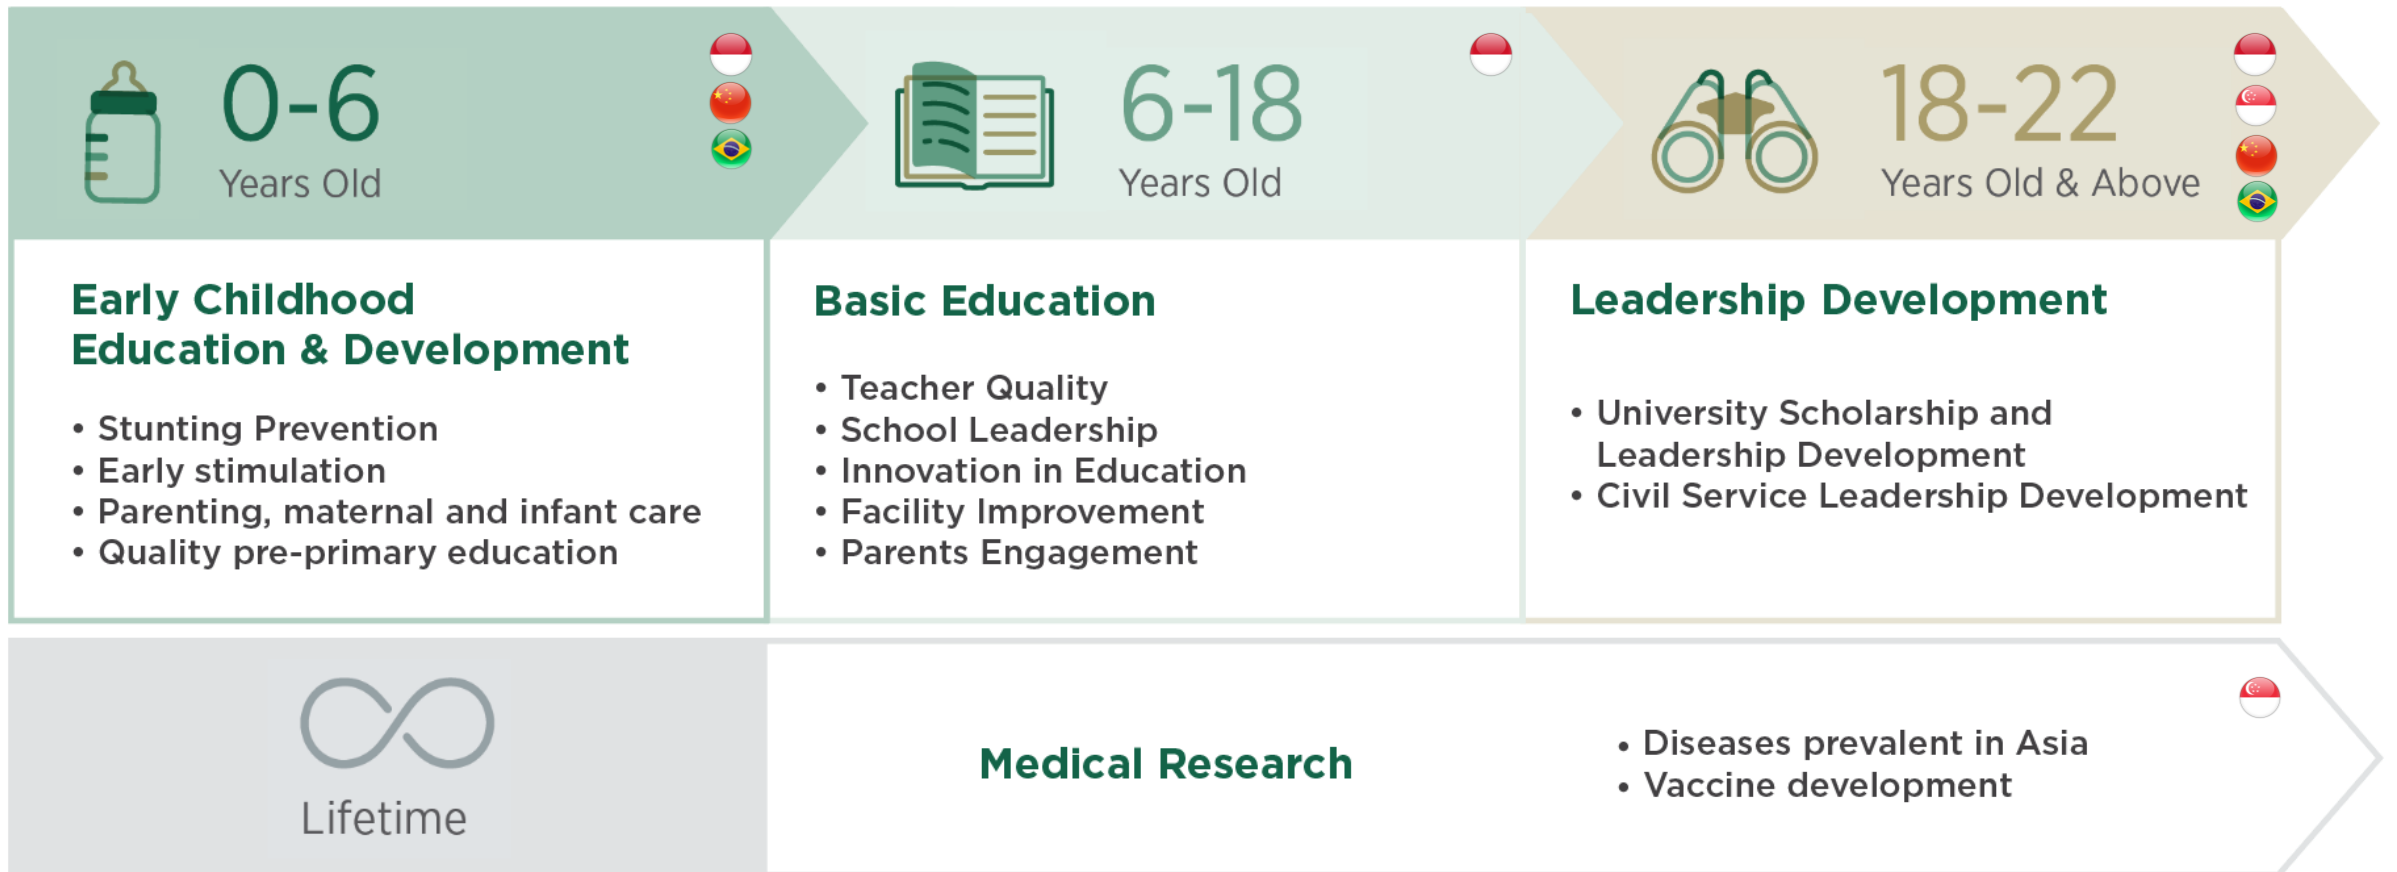 0-6
Years Old
6-18
Years Old
18-22
Years Old & Above
Early Childhood
Education & Development
• Stunting Prevention
• Early stimulation
• Parenting, maternal and infant care
• Quality pre-primary education
Basic Education
• Teacher Quality
• School Leadership
• Innovation in Education
• Facility Improvement
• Parents Engagement
Leadership Development
• University Scholarship and
Leadership Development
• Civil Service Leadership Development
Lifetime
Medical Research
• Diseases prevalent in Asia
• Vaccine development